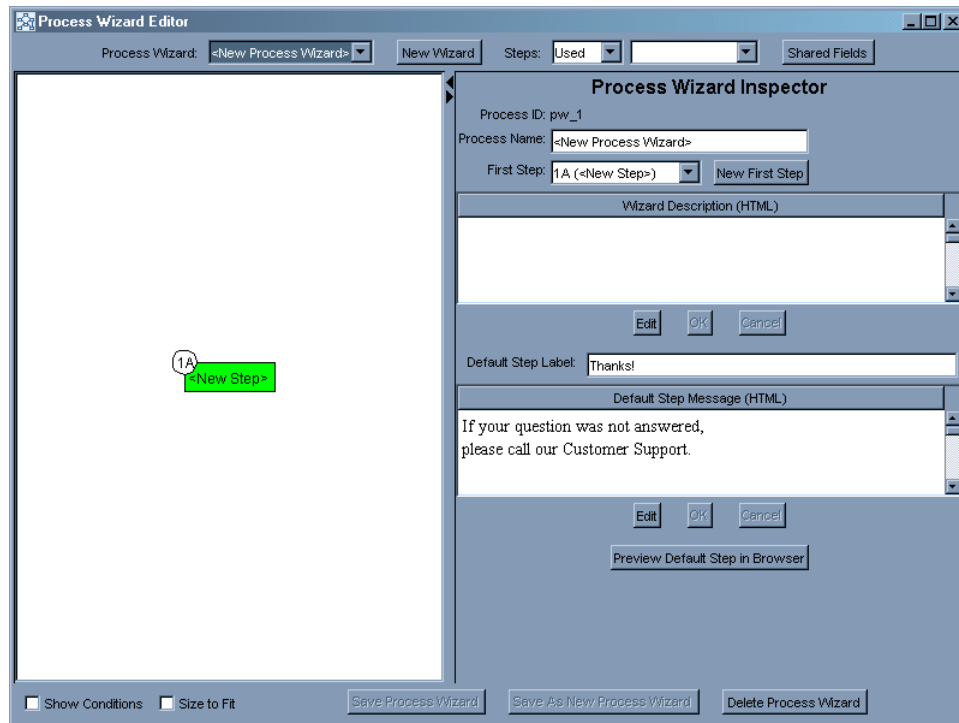 Process Wizard Editor
Process Wizard: <New Process Wizard> New Wizard Steps: Used Shared Fields
Process Wizard Inspector
Process ID: pw_1
Process Name: <New Process Wizard>
First Step: 1A (<New Step>) New First Step
Wizard Description (HTML)
Edit OK Cancel
1A
<New Step>
Default Step Label: Thanks!
Default Step Message (HTML)
If your question was not answered,
please call our Customer Support.
Edit OK Cancel
Preview Default Step in Browser
Show Conditions Size to Fit Save Process Wizard Save As New Process Wizard Delete Process Wizard